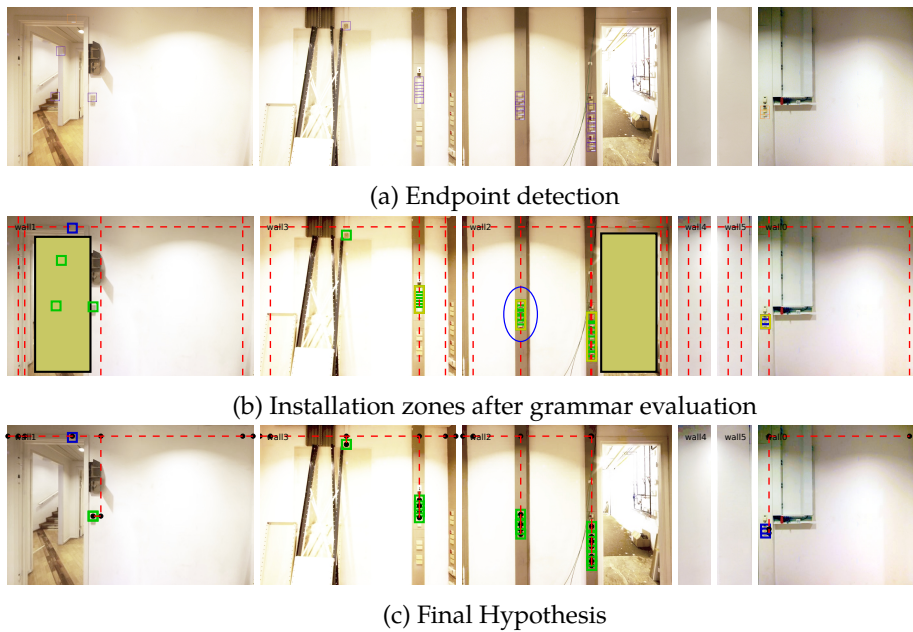 (a) Endpoint detection
wall1 wall3 wall2 wall4 wall5 wall0
(b) Installation zones after grammar evaluation
wall1 wall3 wall2 wall4 wall5 wall0
(c) Final Hypothesis